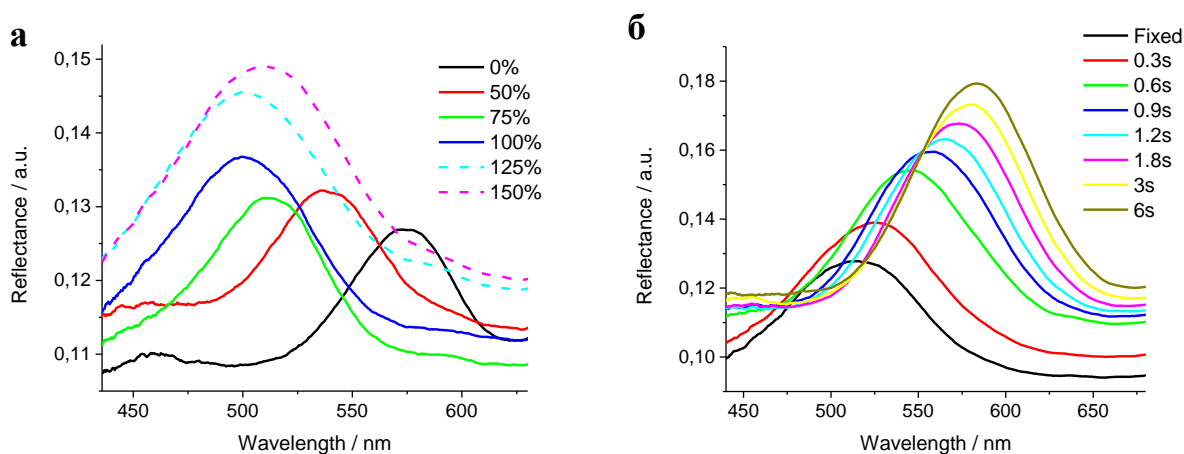 а
0,15
0,14
0,13
0,12
0,11
450
500
550
600
Reflectance / a.u.
Wavelength / nm
0%
50%
75%
100%
125%
150%
б
0,18
0,16
0,14
0,12
0,10
450
500
550
600
650
Reflectance / a.u.
Wavelength / nm
Fixed
0.3s
0.6s
0.9s
1.2s
1.8s
3s
6s